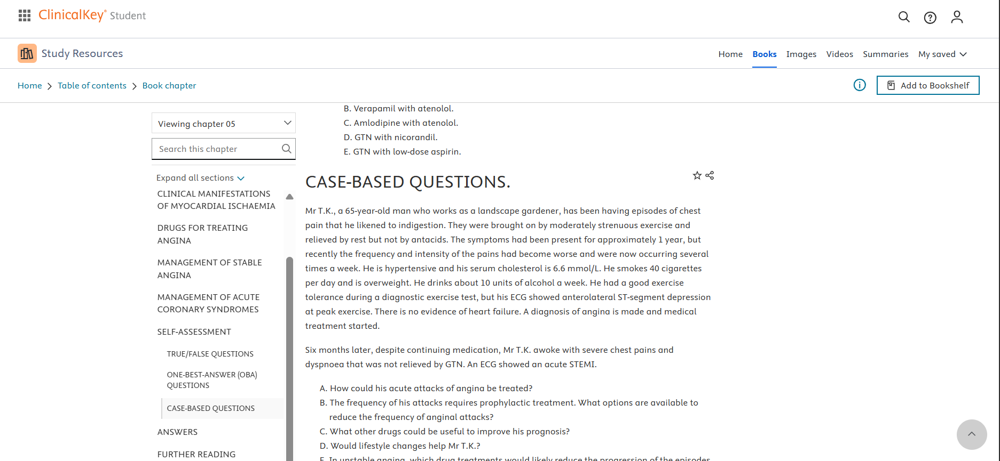 ClinicalKey® Student
Study Resources
Home Books Images Videos Summaries My saved
Home > Table of contents > Book chapter
Add to Bookshelf
Viewing chapter 05
Search this chapter
Expand all sections
CLINICAL MANIFESTATIONS
OF MYOCARDIAL ISCHAEMIA
DRUGS FOR TREATING
ANGINA
MANAGEMENT OF STABLE
ANGINA
MANAGEMENT OF ACUTE
CORONARY SYNDROMES
SELF-ASSESSMENT
TRUE/FALSE QUESTIONS
ONE-BEST-ANSWER (OBA)
QUESTIONS
CASE-BASED QUESTIONS
ANSWERS
FURTHER READING
B. Verapamil with atenolol.
C. Amlodipine with atenolol.
D. GTN with nicorandil.
E. GTN with low-dose aspirin.
CASE-BASED QUESTIONS.
Mr T.K., a 65-year-old man who works as a landscape gardener, has been having episodes of chest
pain that he likened to indigestion. They were brought on by moderately strenuous exercise and
relieved by rest but not by antacids. The symptoms had been present for approximately 1 year, but
recently the frequency and intensity of the pains had become worse and were now occurring several
times a week. He is hypertensive and his serum cholesterol is 6.6 mmol/L. He smokes 40 cigarettes
per day and is overweight. He drinks about 10 units of alcohol a week. He had a good exercise
tolerance during a diagnostic exercise test, but his ECG showed anterolateral ST-segment depression
at peak exercise. There is no evidence of heart failure. A diagnosis of angina is made and medical
treatment started.
Six months later, despite continuing medication, Mr T.K. awoke with severe chest pains and
dyspnoea that was not relieved by GTN. An ECG showed an acute STEMI.
A. How could his acute attacks of angina be treated?
B. The frequency of his attacks requires prophylactic treatment. What options are available to
reduce the frequency of anginal attacks?
C. What other drugs could be useful to improve his prognosis?
D. Would lifestyle changes help Mr T.K.?
E. In unstable angina, which drug treatments would likely reduce the progression of the episodes